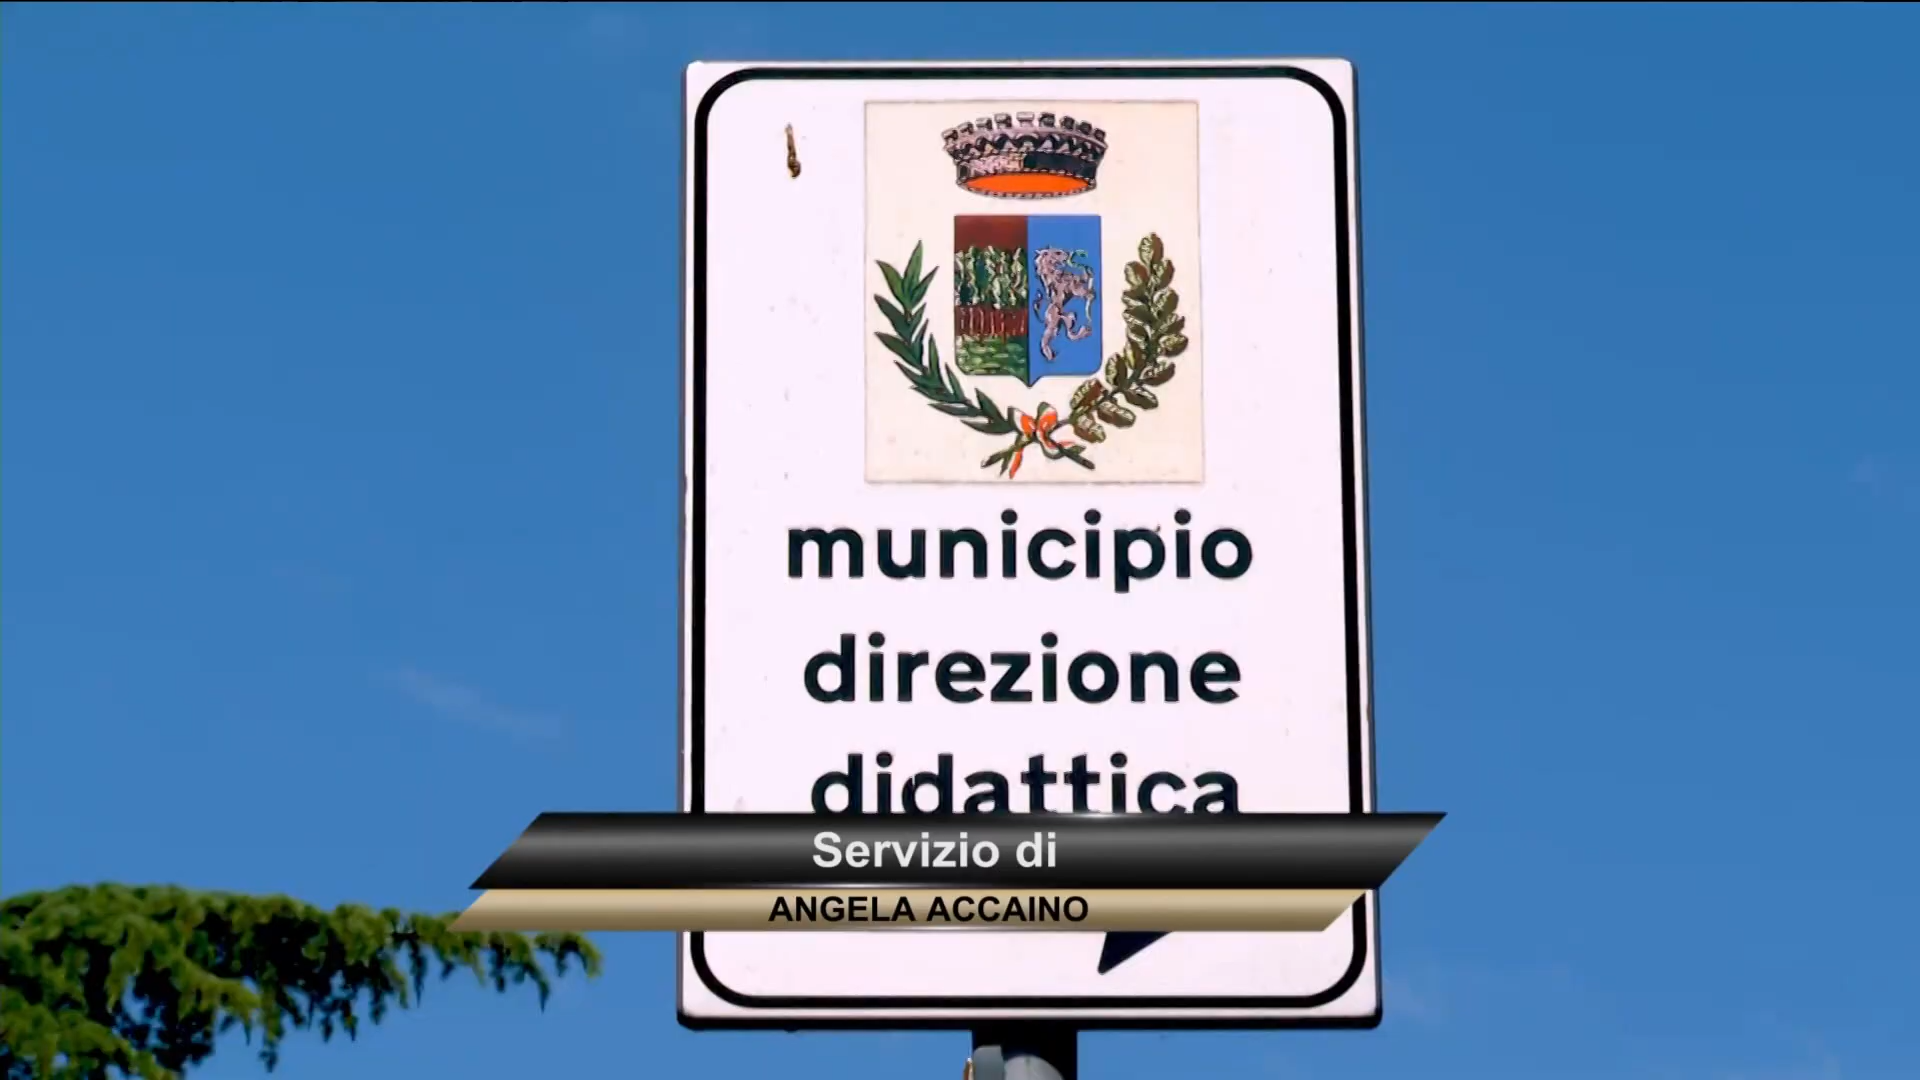 municipio
direzione
didattica
Servizio di
ANGELA ACCAINO